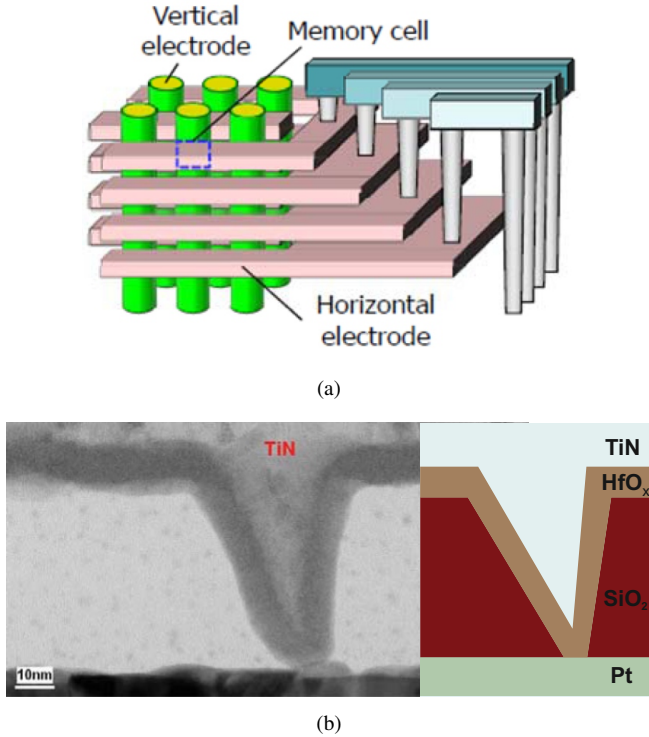 Vertical
electrode
Memory cell
Horizontal
electrode
(a)
TiN
10nm
TiN
HfOₓ
SiO₂
Pt
(b)